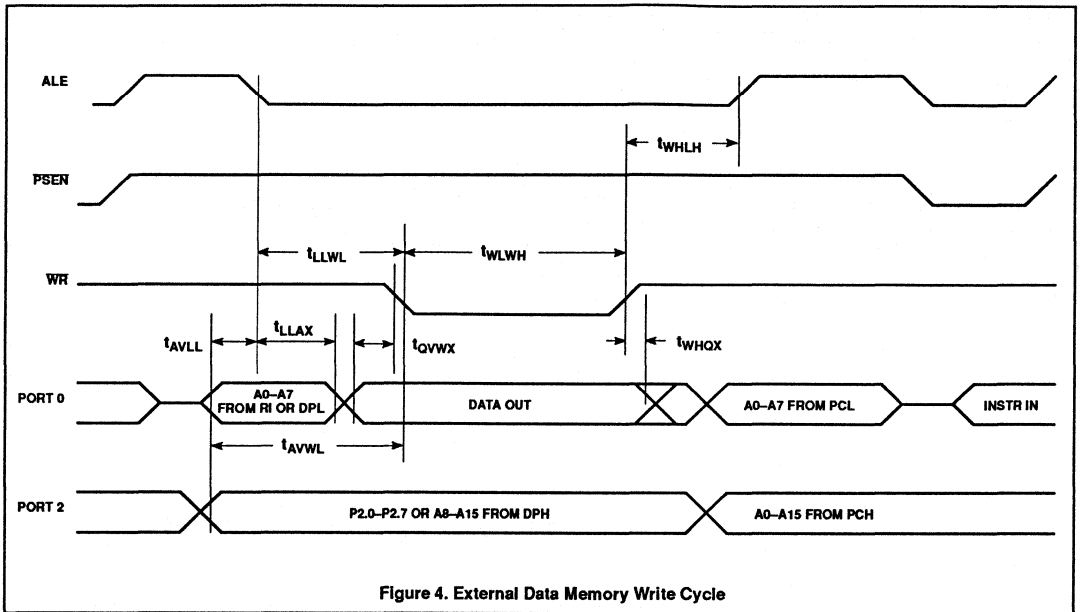 ALE
tWHLH
PSEN
tLLWL
tWLWH
WR
tAVLL
tLLAX
tQVWX
tWHQX
PORT 0
A0–A7
FROM RI OR DPL
DATA OUT
A0–A7 FROM PCL
INSTR IN
tAVWL
PORT 2
P2.0–P2.7 OR A8–A15 FROM DPH
A0–A15 FROM PCH
Figure 4. External Data Memory Write Cycle